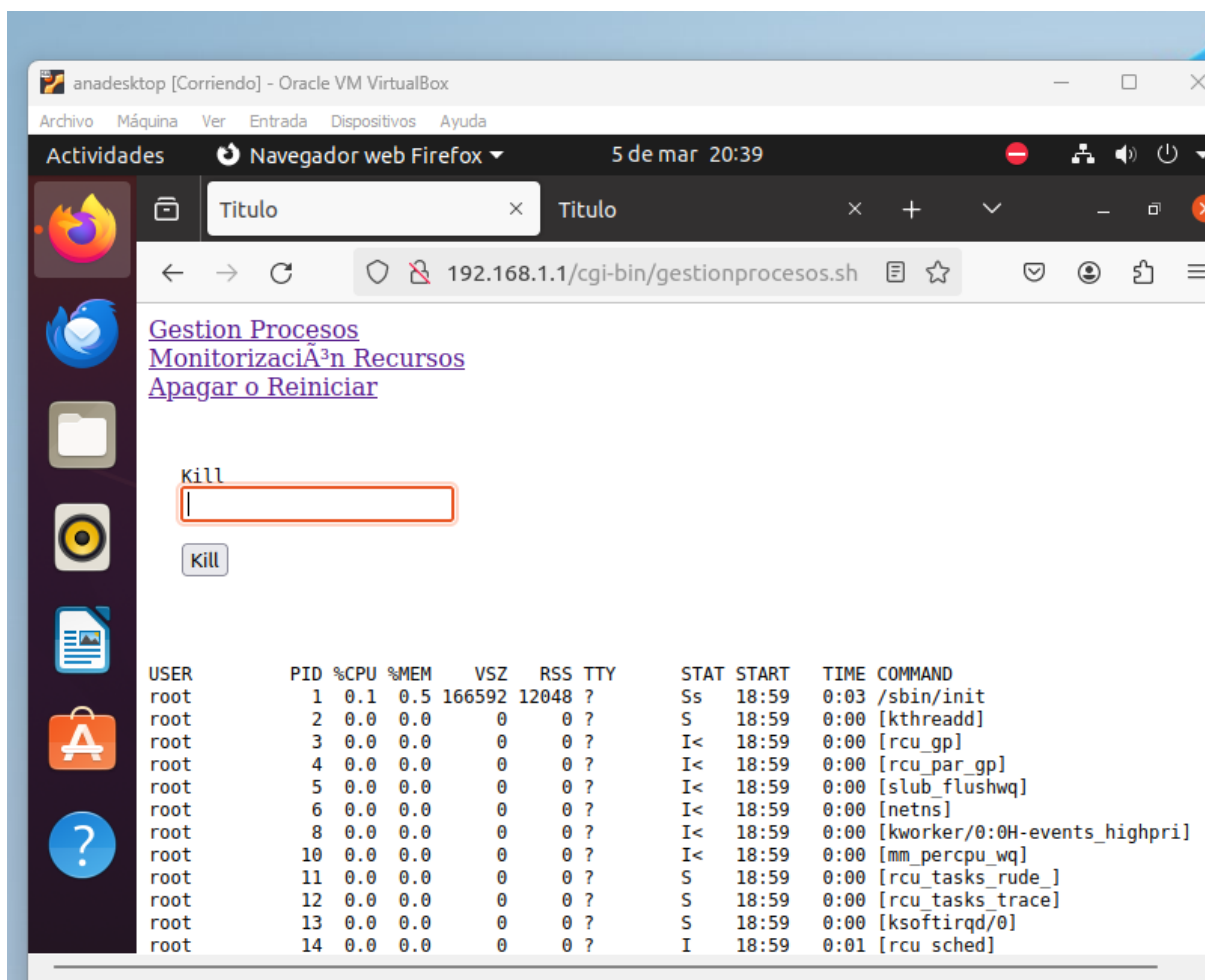 anadesktop [Corriendo] - Oracle VM VirtualBox
Archivo Máquina Ver Entrada Dispositivos Ayuda
Actividades Navegador web Firefox 5 de mar 20:39
Titulo Titulo
192.168.1.1/cgi-bin/gestionprocesos.sh
Gestion Procesos
MonitorizaciÃ³n Recursos
Apagar o Reiniciar
Kill
Kill
USER PID %CPU %MEM VSZ RSS TTY STAT START TIME COMMAND
root 1 0.1 0.5 166592 12048 ? Ss 18:59 0:03 /sbin/init
root 2 0.0 0.0 0 0 ? S 18:59 0:00 [kthreadd]
root 3 0.0 0.0 0 0 ? I< 18:59 0:00 [rcu_gp]
root 4 0.0 0.0 0 0 ? I< 18:59 0:00 [rcu_par_gp]
root 5 0.0 0.0 0 0 ? I< 18:59 0:00 [slub_flushwq]
root 6 0.0 0.0 0 0 ? I< 18:59 0:00 [netns]
root 8 0.0 0.0 0 0 ? I< 18:59 0:00 [kworker/0:0H-events_highpri]
root 10 0.0 0.0 0 0 ? I< 18:59 0:00 [mm_percpu_wq]
root 11 0.0 0.0 0 0 ? S 18:59 0:00 [rcu_tasks_rude_]
root 12 0.0 0.0 0 0 ? S 18:59 0:00 [rcu_tasks_trace]
root 13 0.0 0.0 0 0 ? S 18:59 0:00 [ksoftirqd/0]
root 14 0.0 0.0 0 0 ? I 18:59 0:01 [rcu_sched]